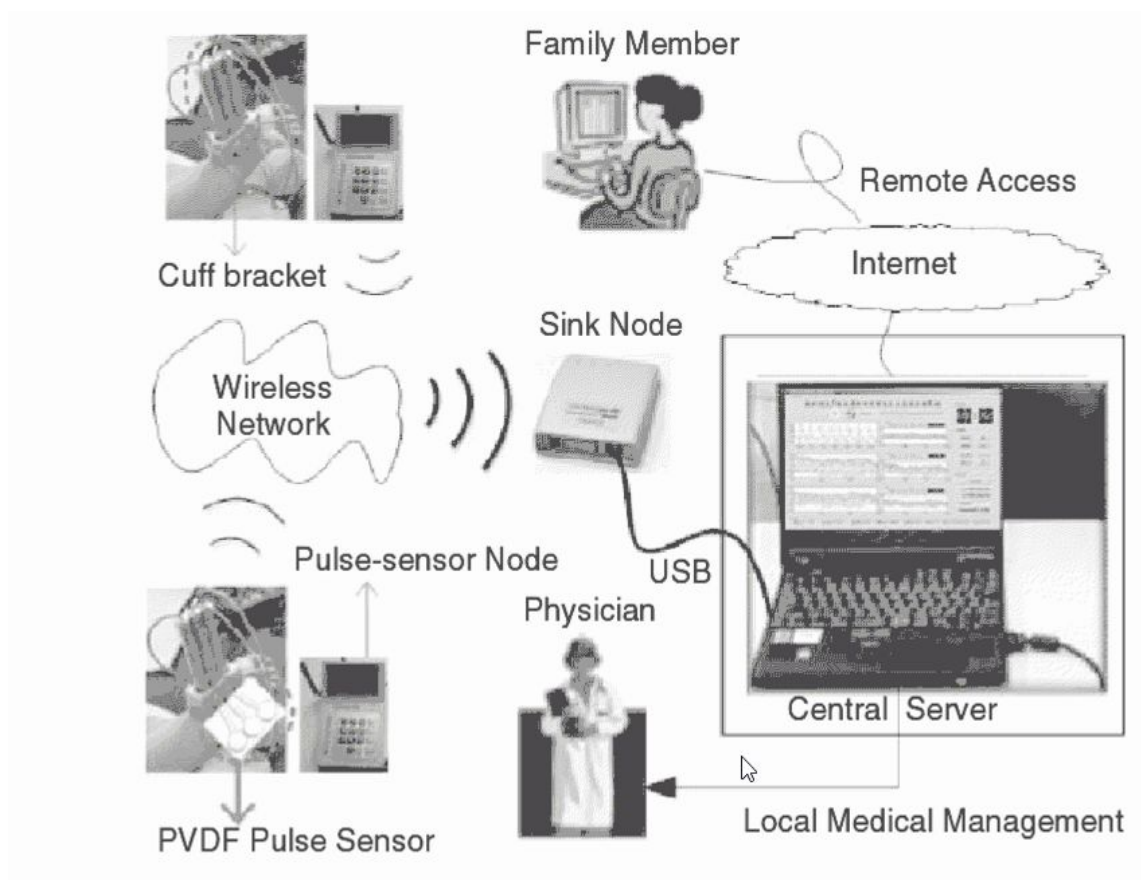 Family Member
Remote Access
Internet
Cuff bracket
Sink Node
Wireless
Network
Pulse-sensor Node
USB
Physician
Central Server
Local Medical Management
PVDF Pulse Sensor